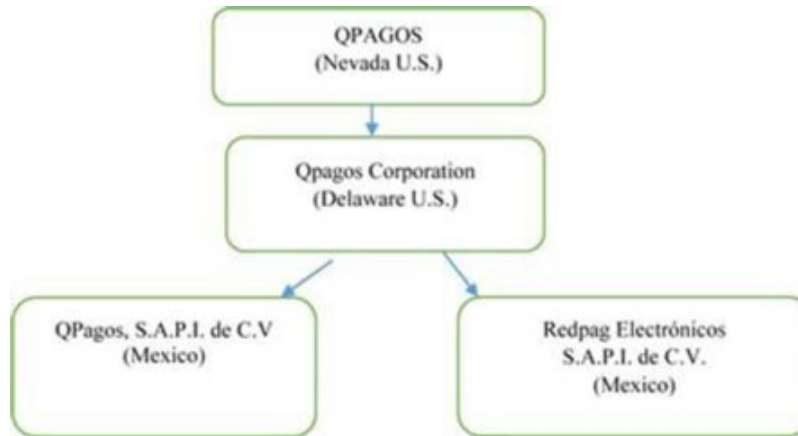 QPAGOS
(Nevada U.S.)
Qpagos Corporation
(Delaware U.S.)
QPagos, S.A.P.I. de C.V
(Mexico)
Redpag Electrónicos
S.A.P.I. de C.V.
(Mexico)